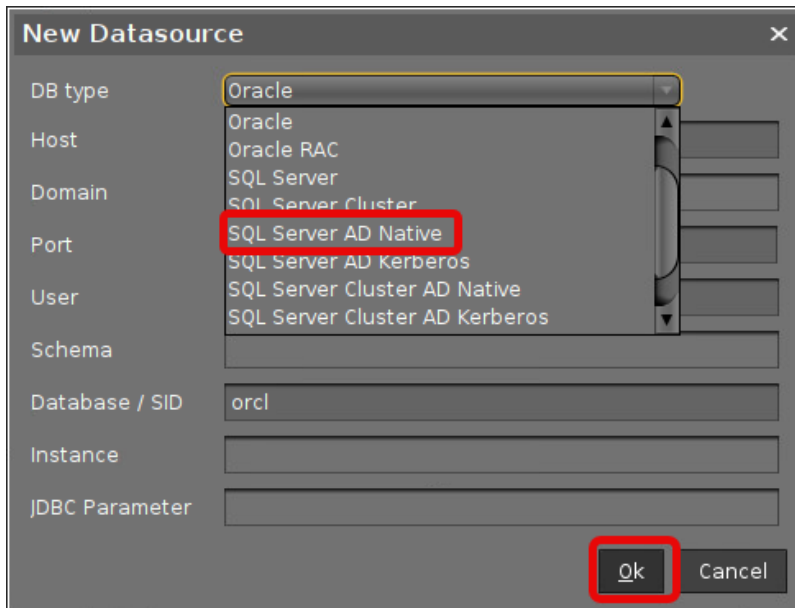 New Datasource ×
DB type Oracle
Oracle
Host
Oracle RAC
SQL Server
Domain
SQL Server Cluster
SQL Server AD Native
Port
SQL Server AD Kerberos
SQL Server Cluster AD Native
User
SQL Server Cluster AD Kerberos
Schema
Database / SID orcl
Instance
JDBC Parameter
Ok Cancel